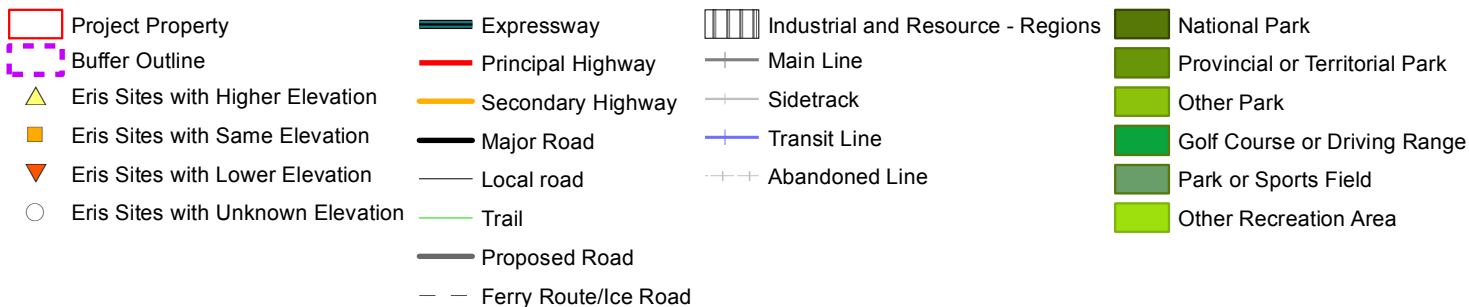 Project Property
Buffer Outline
Eris Sites with Higher Elevation
Eris Sites with Same Elevation
Eris Sites with Lower Elevation
Eris Sites with Unknown Elevation
Expressway
Principal Highway
Secondary Highway
Major Road
Local road
Trail
Proposed Road
Ferry Route/Ice Road
Industrial and Resource - Regions
Main Line
Sidetrack
Transit Line
Abandoned Line
National Park
Provincial or Territorial Park
Other Park
Golf Course or Driving Range
Park or Sports Field
Other Recreation Area